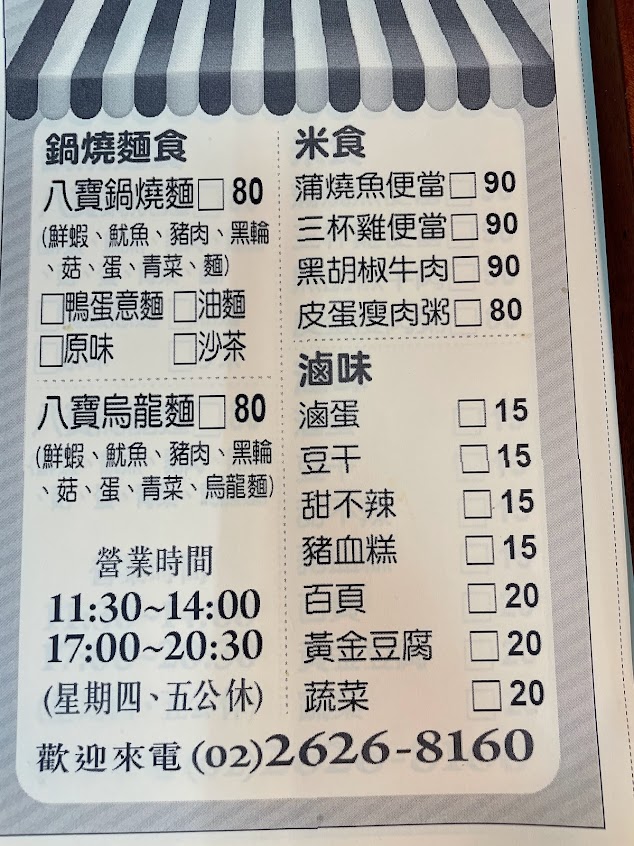 鍋燒麵食
八寶鍋燒麵□ 80
(鮮蝦、魷魚、豬肉、黑輪
、菇、蛋、青菜、麵)
□鴨蛋意麵 □油麵
□原味 □沙茶
八寶烏龍麵□ 80
(鮮蝦、魷魚、豬肉、黑輪
、菇、蛋、青菜、烏龍麵)
營業時間
11:30~14:00
17:00~20:30
(星期四、五公休)
米食
蒲燒魚便當□ 90
三杯雞便當□ 90
黑胡椒牛肉□ 90
皮蛋瘦肉粥□ 80
滷味
滷蛋 □ 15
豆干 □ 15
甜不辣 □ 15
豬血糕 □ 15
百頁 □ 20
黃金豆腐 □ 20
蔬菜 □ 20
歡迎來電 (02)2626-8160